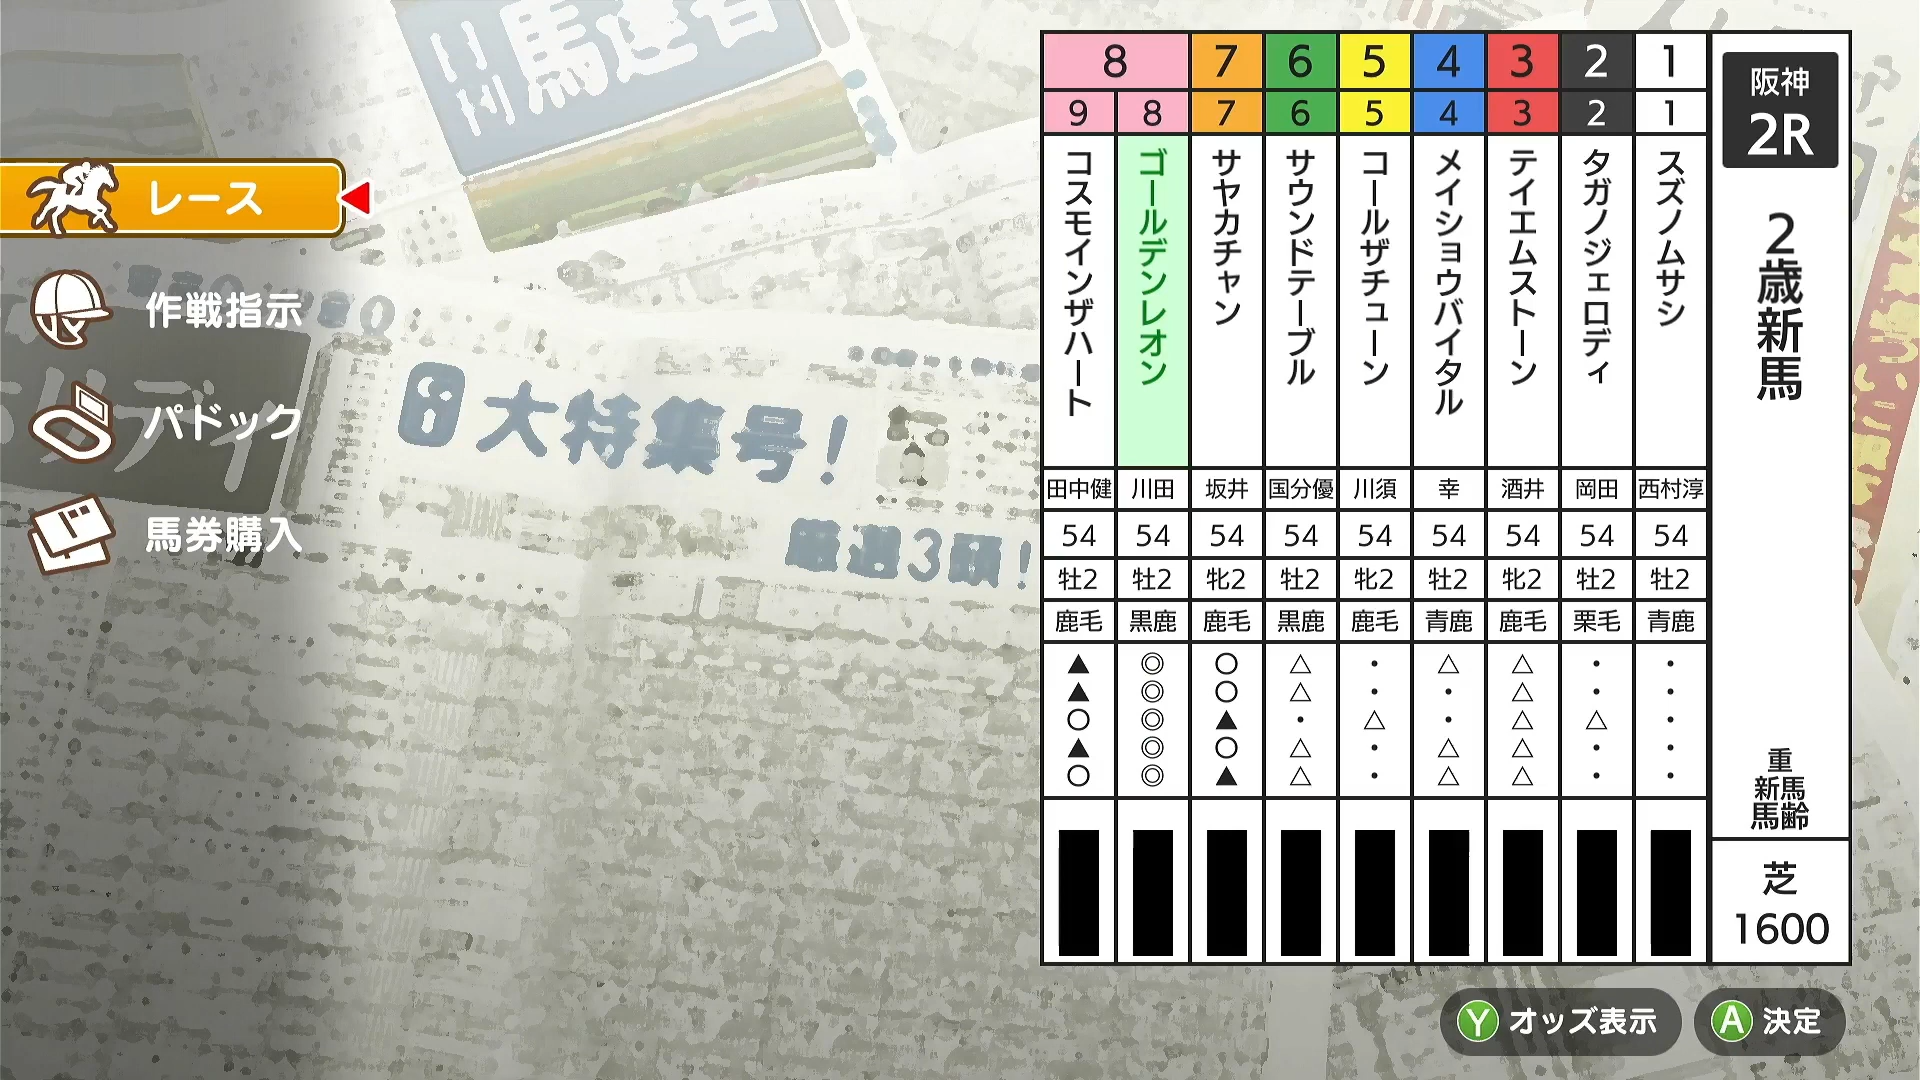 日刊馬達者
8大特集号!
厳選3頭!
レース
作戦指示
パドック
馬券購入
阪神
2R
2歳新馬
重
新馬
馬齢
芝
1600
8 7 6 5 4 3 2 1
9 8 7 6 5 4 3 2 1
コスモインザハート
ゴールデンレオン
サヤカチャン
サウンドテーブル
コールザチューン
メイショウバイタル
テイエムストーン
タガノジェロディ
スズノムサシ
田中健 川田 坂井 国分優 川須 幸 酒井 岡田 西村淳
54 54 54 54 54 54 54 54 54
牡2 牡2 牝2 牡2 牝2 牡2 牝2 牡2 牡2
鹿毛 黒鹿 鹿毛 黒鹿 鹿毛 青鹿 鹿毛 栗毛 青鹿
▲ ◎ ○ △ ・ △ △ ・ ・
▲ ◎ ○ △ ・ ・ △ ・ ・
○ ◎ ▲ ・ △ ・ △ △ ・
▲ ◎ ○ △ ・ △ △ ・ ・
○ ◎ ▲ △ ・ △ △ ・ ・
Y オッズ表示
A 決定